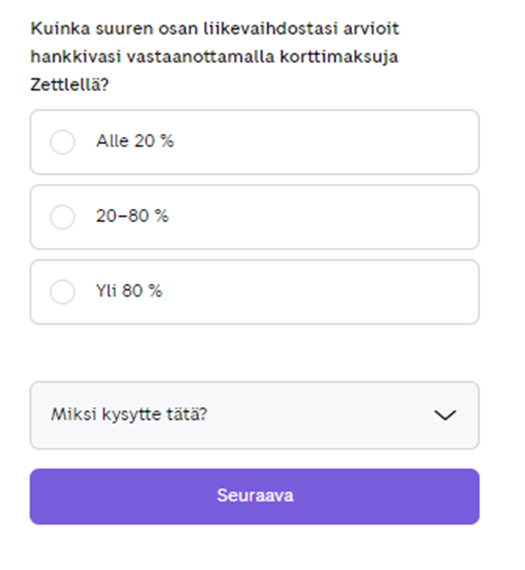 Kuinka suuren osan liikevaihdostasi arvioit
hankkivasi vastaanottamalla korttimaksuja
Zettlellä?
Alle 20 %
20–80 %
Yli 80 %
Miksi kysytte tätä?
Seuraava